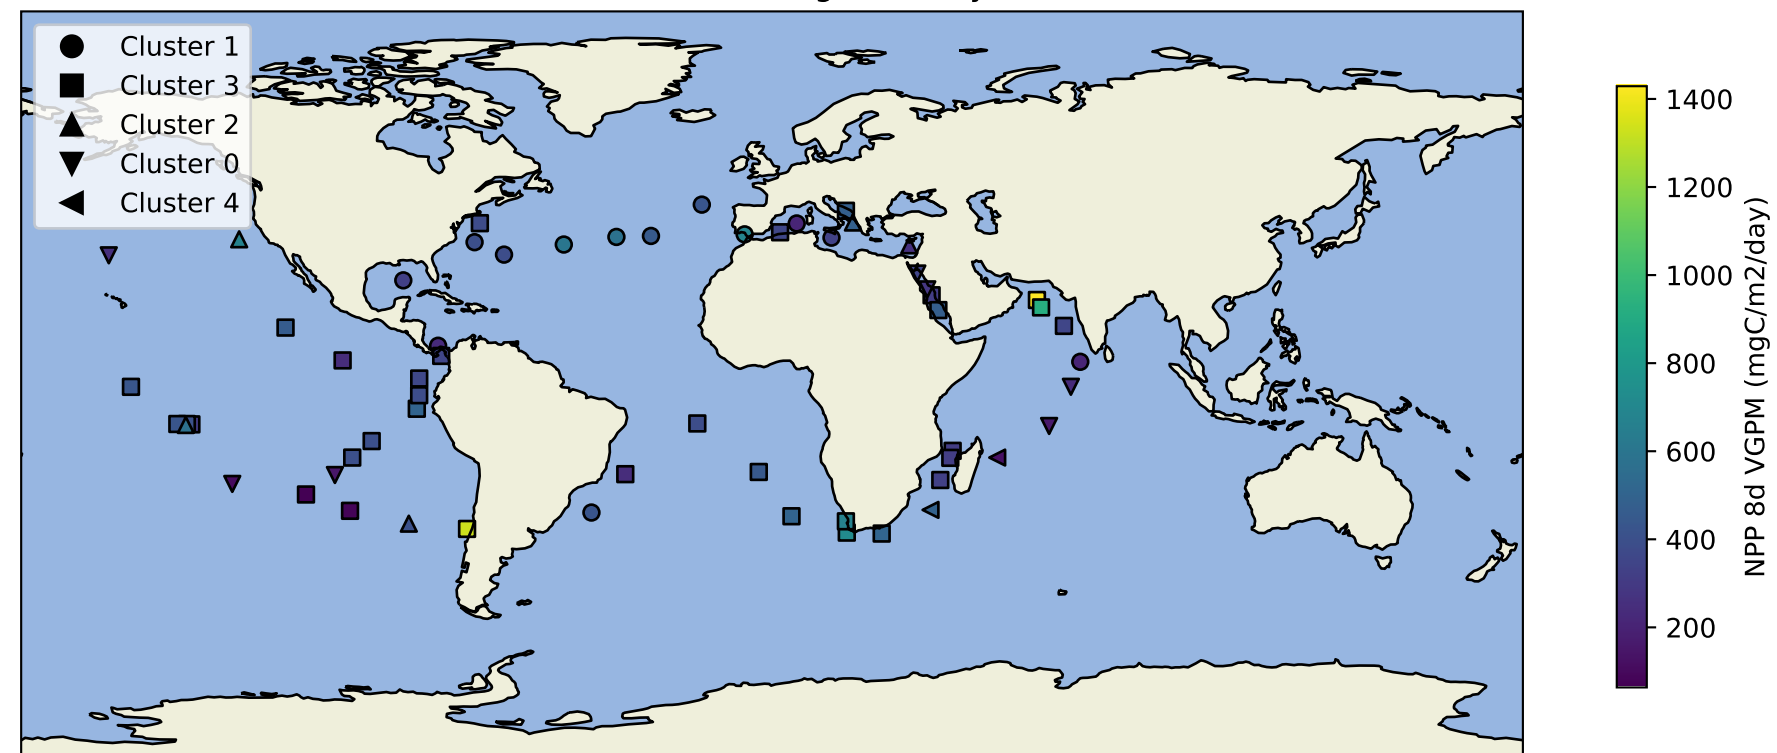 Cluster 1
Cluster 3
Cluster 2
Cluster 0
Cluster 4
1400
1200
1000
800
600
400
200
NPP 8d VGPM (mgC/m2/day)